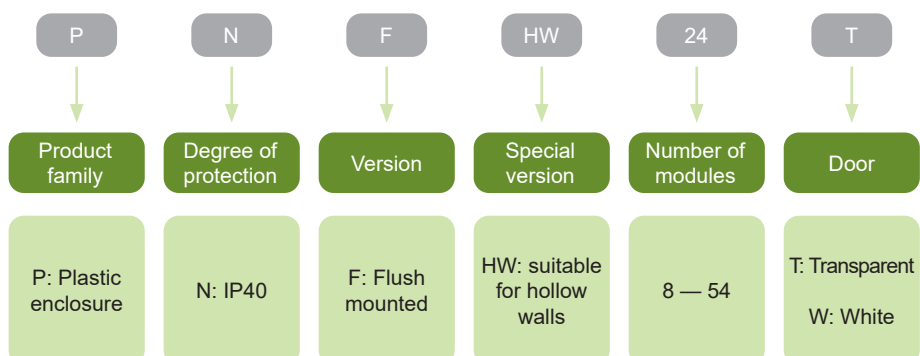 P N F HW 24 T
Product family
Degree of protection
Version
Special version
Number of modules
Door
P: Plastic enclosure
N: IP40
F: Flush mounted
HW: suitable for hollow walls
8 — 54
T: Transparent
W: White